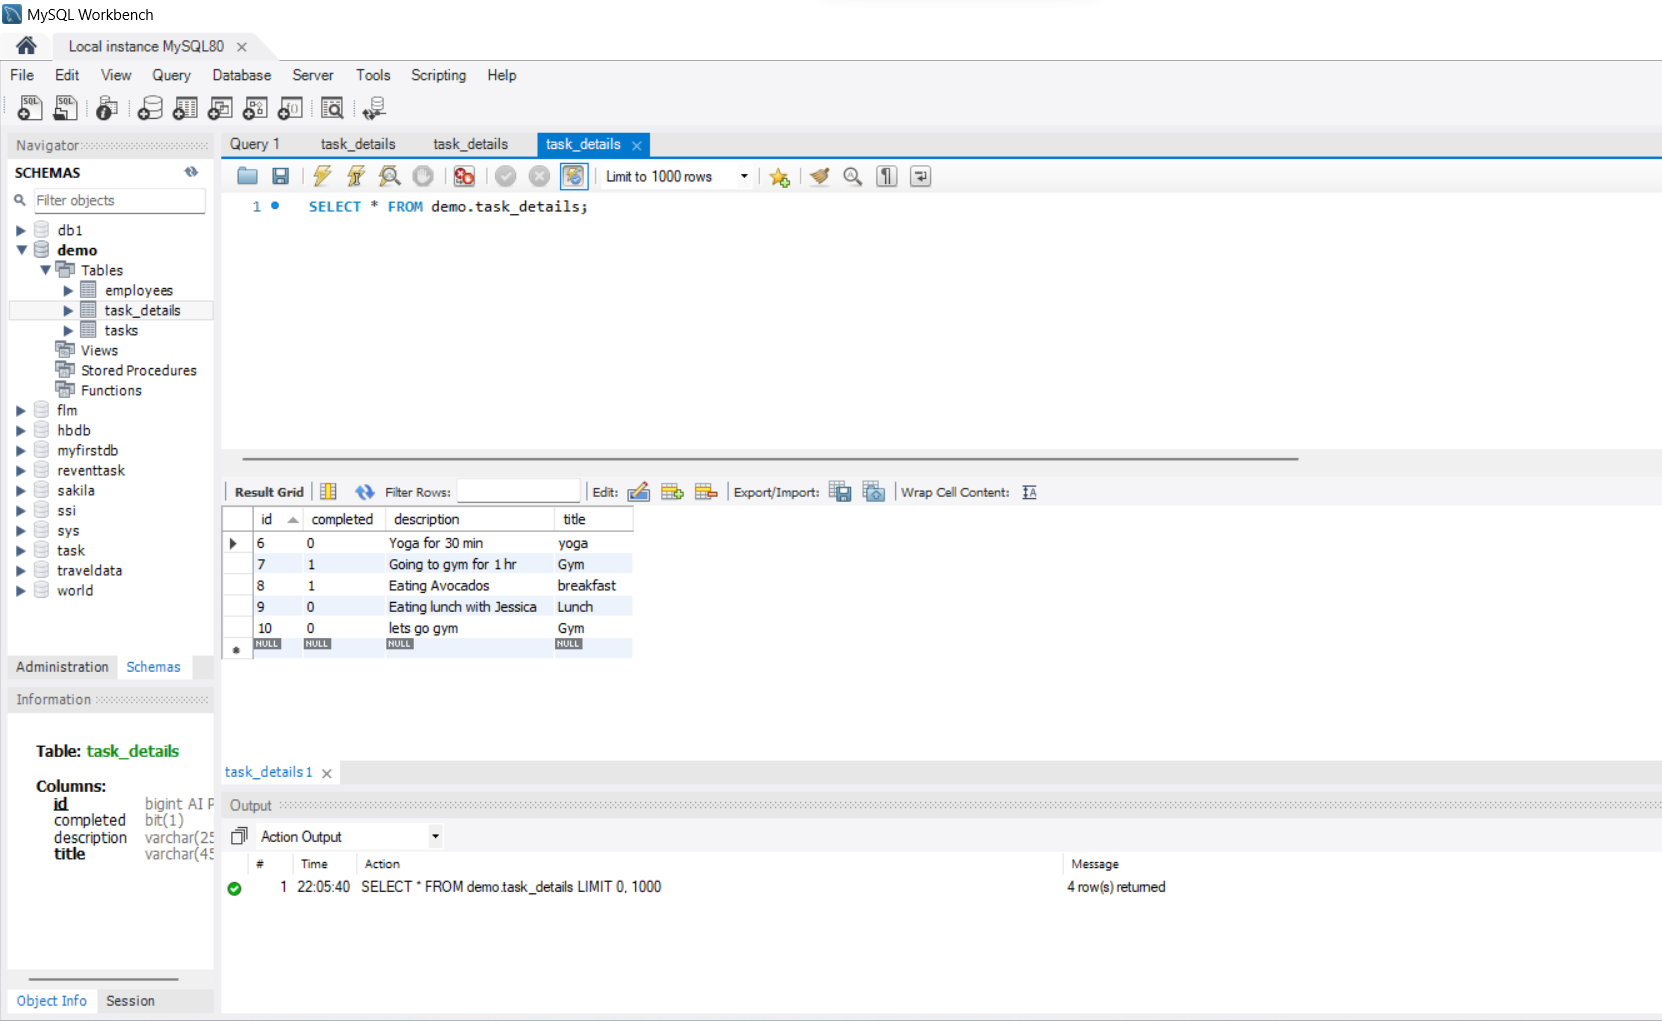 MySQL Workbench
Local instance MySQL80
File Edit View Query Database Server Tools Scripting Help
Navigator
SCHEMAS
Filter objects
db1
demo
Tables
employees
task_details
tasks
Views
Stored Procedures
Functions
flm
hbdb
myfirstdb
reventtask
sakila
ssi
sys
task
traveldata
world
Administration Schemas
Information
Table: task_details
Columns:
id bigint AI P
completed bit(1)
description varchar(25
title varchar(45
Object Info Session
Query 1 task_details task_details task_details
Limit to 1000 rows
1 SELECT * FROM demo.task_details;
Result Grid Filter Rows: Edit: Export/Import: Wrap Cell Content:
id completed description title
6 0 Yoga for 30 min yoga
7 1 Going to gym for 1 hr Gym
8 1 Eating Avocados breakfast
9 0 Eating lunch with Jessica Lunch
10 0 lets go gym Gym
NULL NULL NULL NULL
task_details 1
Output
Action Output
# Time Action Message
1 22:05:40 SELECT * FROM demo.task_details LIMIT 0, 1000 4 row(s) returned